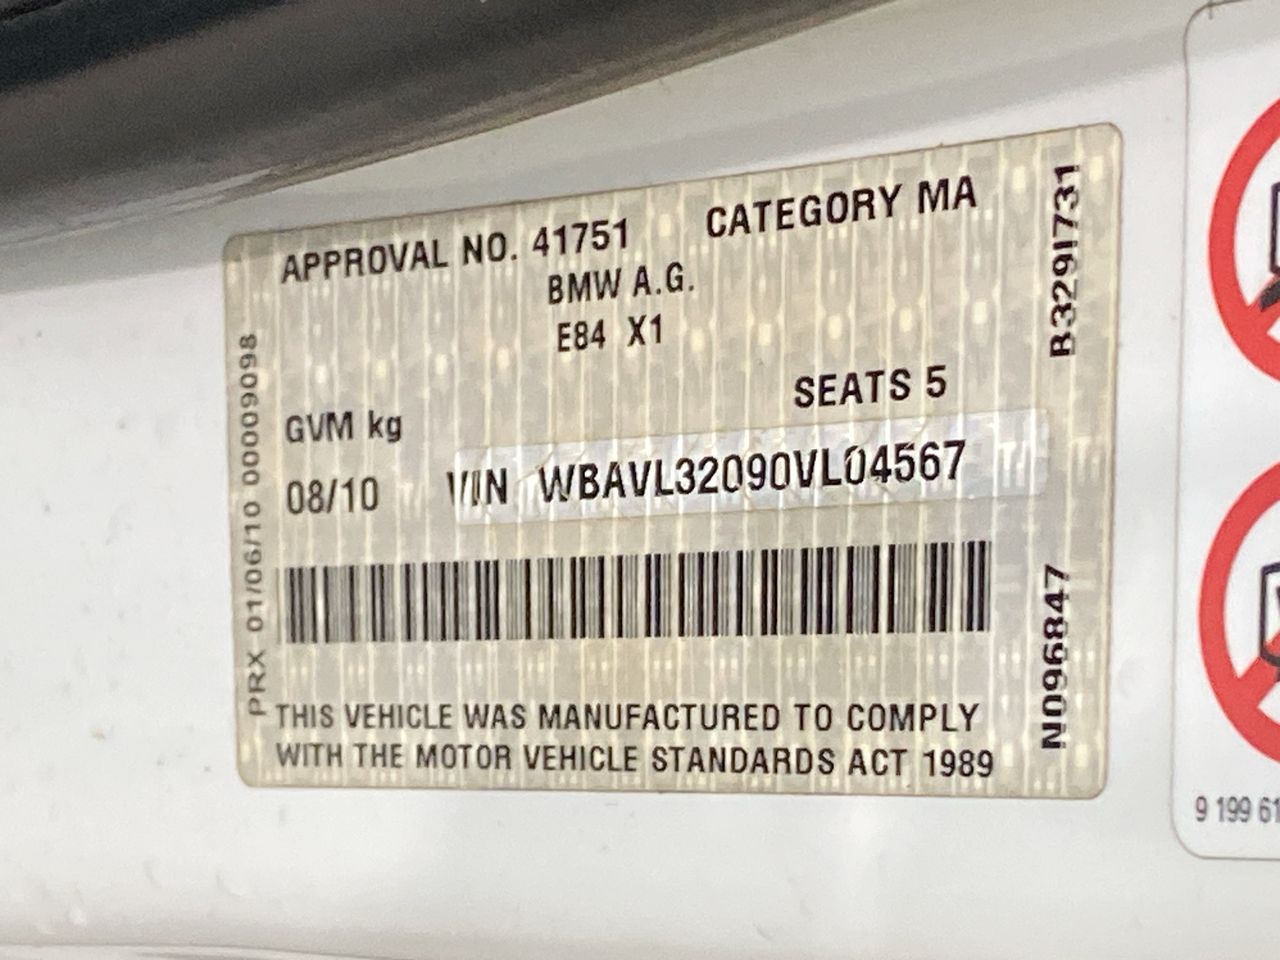 APPROVAL NO. 41751 CATEGORY MA
BMW A.G.
E84 X1
SEATS 5
GVM kg
08/10 VIN WBAVL32090VL04567
THIS VEHICLE WAS MANUFACTURED TO COMPLY
WITH THE MOTOR VEHICLE STANDARDS ACT 1989
PRX 01/06/10 00009098
B329I731
N096847
9 199 61